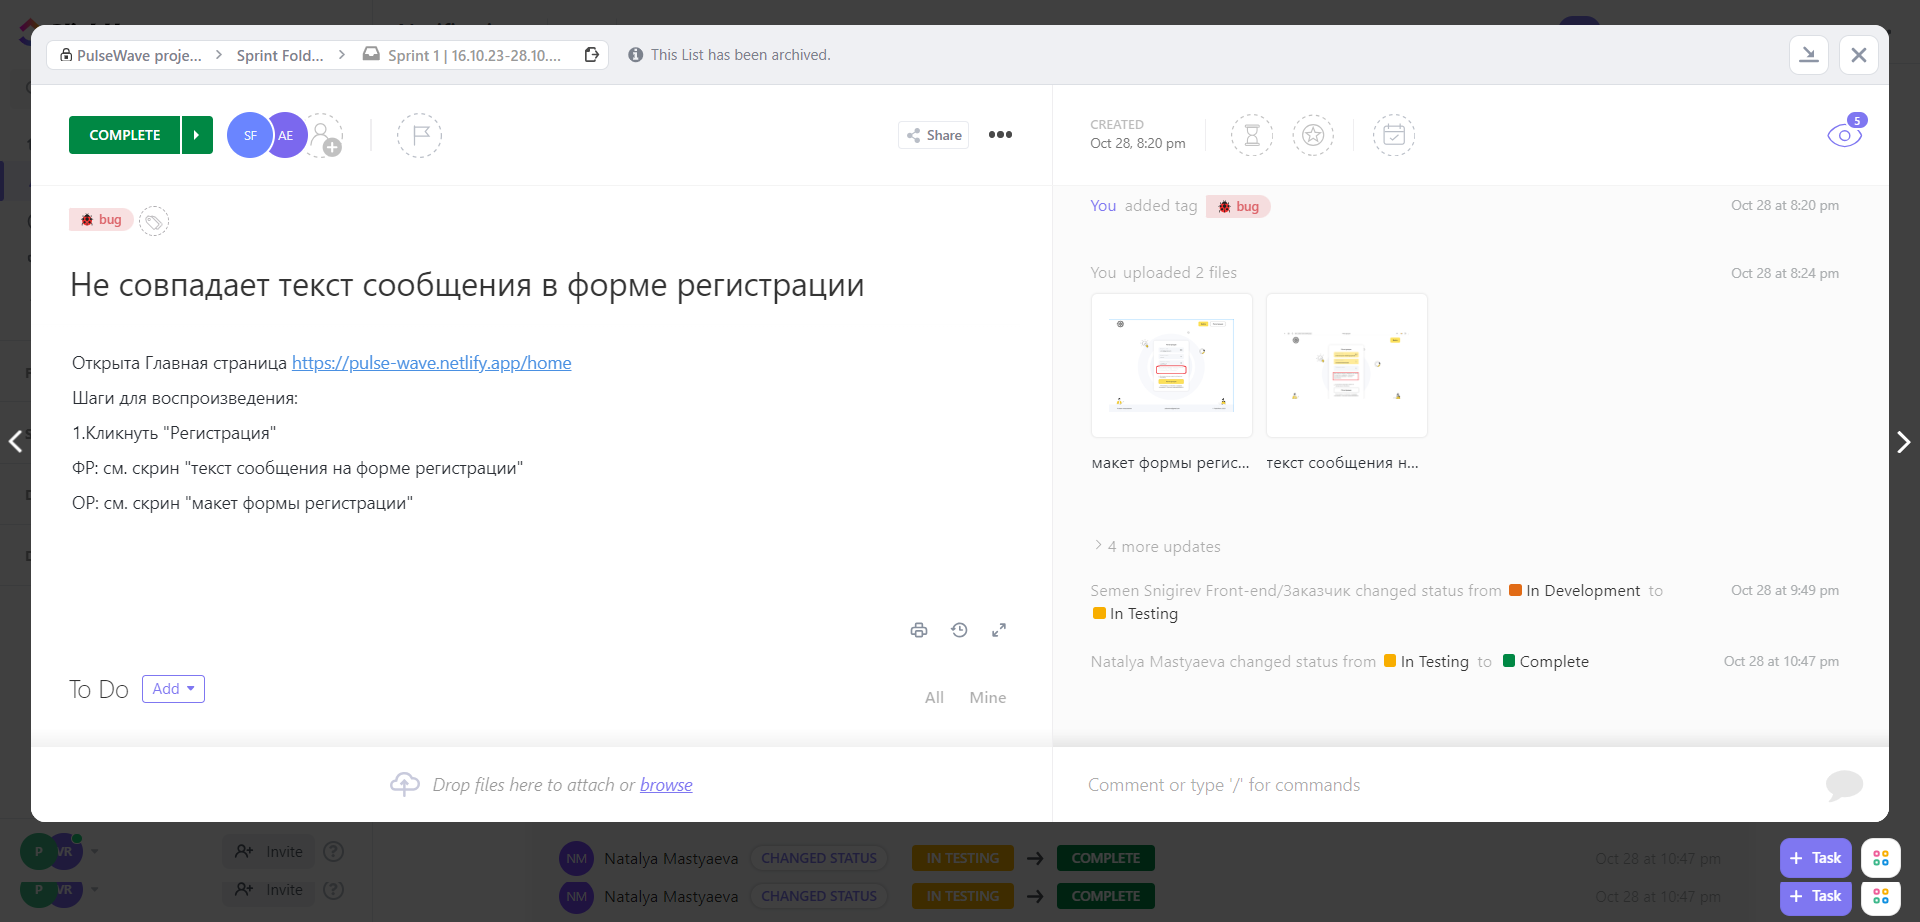 PulseWave proje... > Sprint Fold... > Sprint 1 | 16.10.23-28.10....
This List has been archived.
COMPLETE
SF
AE
Share
CREATED
Oct 28, 8:20 pm
5
bug
You added tag bug
Oct 28 at 8:20 pm
Не совпадает текст сообщения в форме регистрации
You uploaded 2 files
Oct 28 at 8:24 pm
Открыта Главная страница https://pulse-wave.netlify.app/home
Шаги для воспроизведения:
1.Кликнуть "Регистрация"
ФР: см. скрин "текст сообщения на форме регистрации"
ОР: см. скрин "макет формы регистрации"
макет формы регис...
текст сообщения н...
4 more updates
Semen Snigirev Front-end/Заказчик changed status from In Development to
In Testing
Oct 28 at 9:49 pm
Natalya Mastyaeva changed status from In Testing to Complete
Oct 28 at 10:47 pm
To Do
Add
All
Mine
Drop files here to attach or browse
Comment or type '/' for commands
P
VR
Invite
NM
Natalya Mastyaeva
CHANGED STATUS
IN TESTING
COMPLETE
Oct 28 at 10:47 pm
+ Task
P
VR
Invite
NM
Natalya Mastyaeva
CHANGED STATUS
IN TESTING
COMPLETE
Oct 28 at 10:47 pm
+ Task